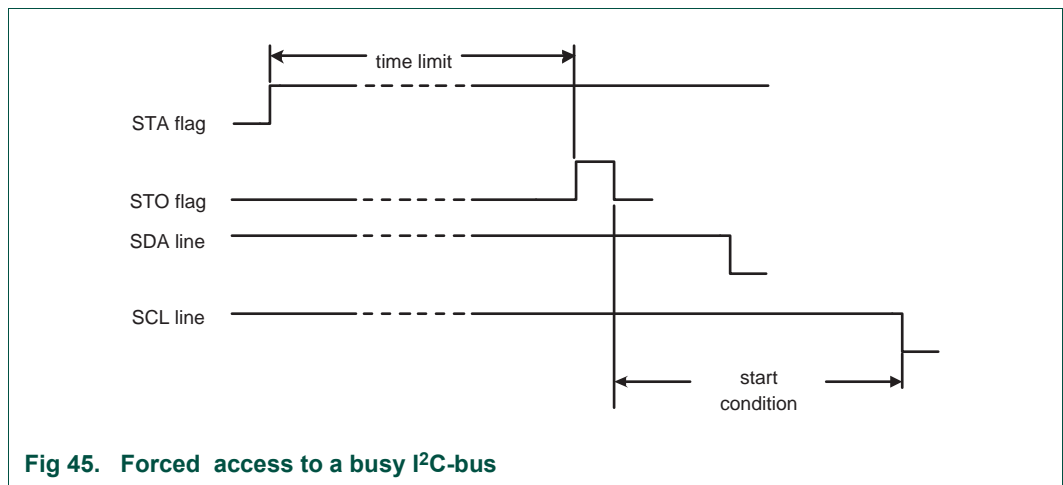 time limit
STA flag
STO flag
SDA line
SCL line
start
condition
Fig 45. Forced access to a busy I²C-bus